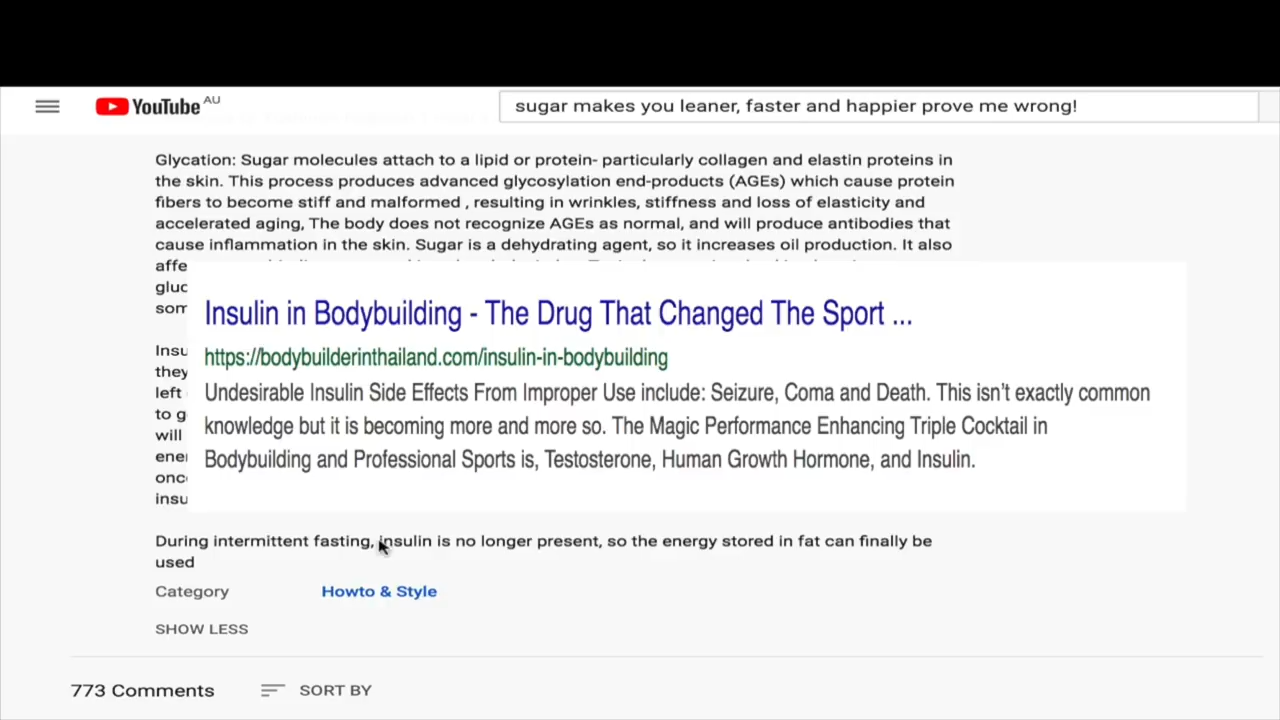 YouTube AU
sugar makes you leaner, faster and happier prove me wrong!
Glycation: Sugar molecules attach to a lipid or protein- particularly collagen and elastin proteins in
the skin. This process produces advanced glycosylation end-products (AGEs) which cause protein
fibers to become stiff and malformed , resulting in wrinkles, stiffness and loss of elasticity and
accelerated aging, The body does not recognize AGEs as normal, and will produce antibodies that
cause inflammation in the skin. Sugar is a dehydrating agent, so it increases oil production. It also
Insulin in Bodybuilding - The Drug That Changed The Sport ...
https://bodybuilderinthailand.com/insulin-in-bodybuilding
they
Undesirable Insulin Side Effects From Improper Use include: Seizure, Coma and Death. This isn't exactly common
left
knowledge but it is becoming more and more so. The Magic Performance Enhancing Triple Cocktail in
to
will
Bodybuilding and Professional Sports is, Testosterone, Human Growth Hormone, and Insulin.
During intermittent fasting, insulin is no longer present, so the energy stored in fat can finally be
used
Category Howto & Style
SHOW LESS
773 Comments SORT BY